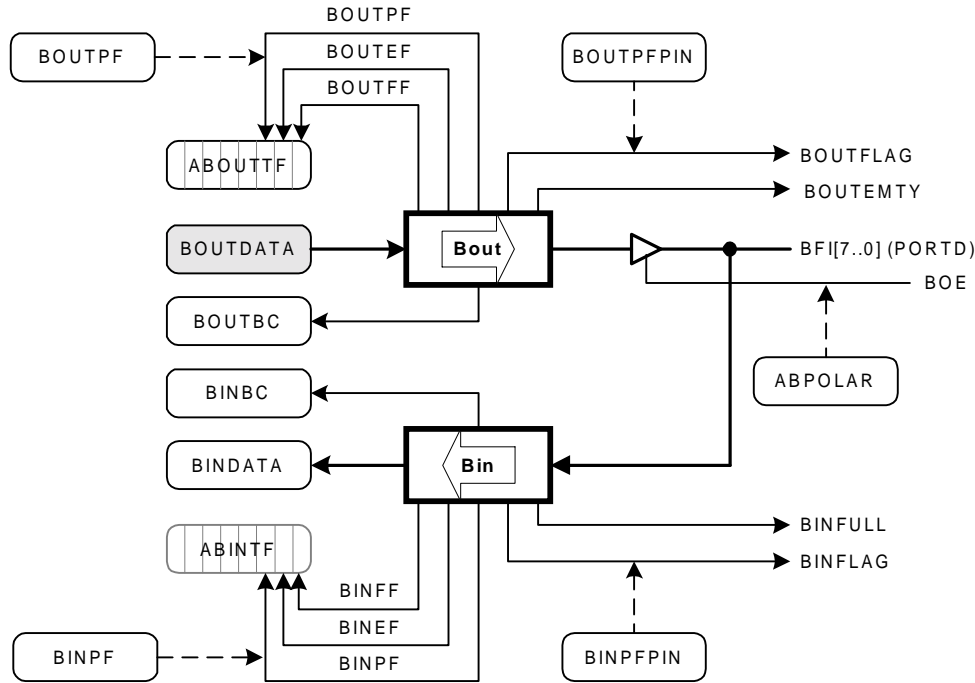 BOUTPF
BOUTPF
BOUTEF
BOUTFF
BOUTPFPIN
ABOUTTF
BOUTFLAG
BOUTEMTY
BOUTDATA
Bout
BFI[7..0] (PORTD)
BOE
BOUTBC
ABPOLAR
BINBC
BINDATA
Bin
BINFULL
ABINTF
BINFLAG
BINFF
BINEF
BINPF
BINPF
BINPFPIN